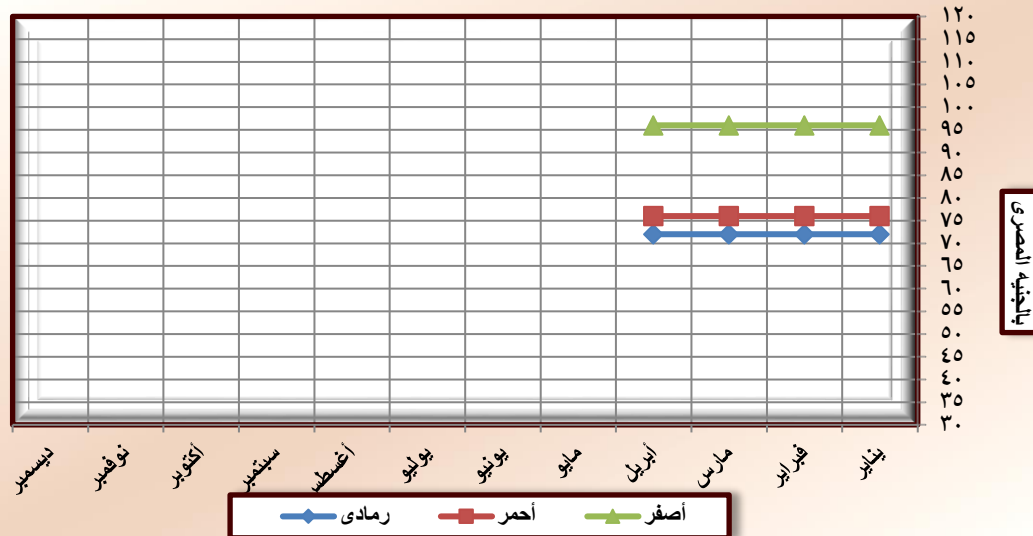 ١٢٠
١١٥
١١٠
١٠٥
١٠٠
٩٥
٩٠
٨٥
٨٠
٧٥
٧٠
٦٥
٦٠
٥٥
٥٠
٤٥
٤٠
٣٥
٣٠
بالجنيه المصرى
يناير
فبراير
مارس
أبريل
مايو
يونيو
يوليو
أغسطس
سبتمبر
أكتوبر
نوفمبر
ديسمبر
أصفر أحمر رمادى